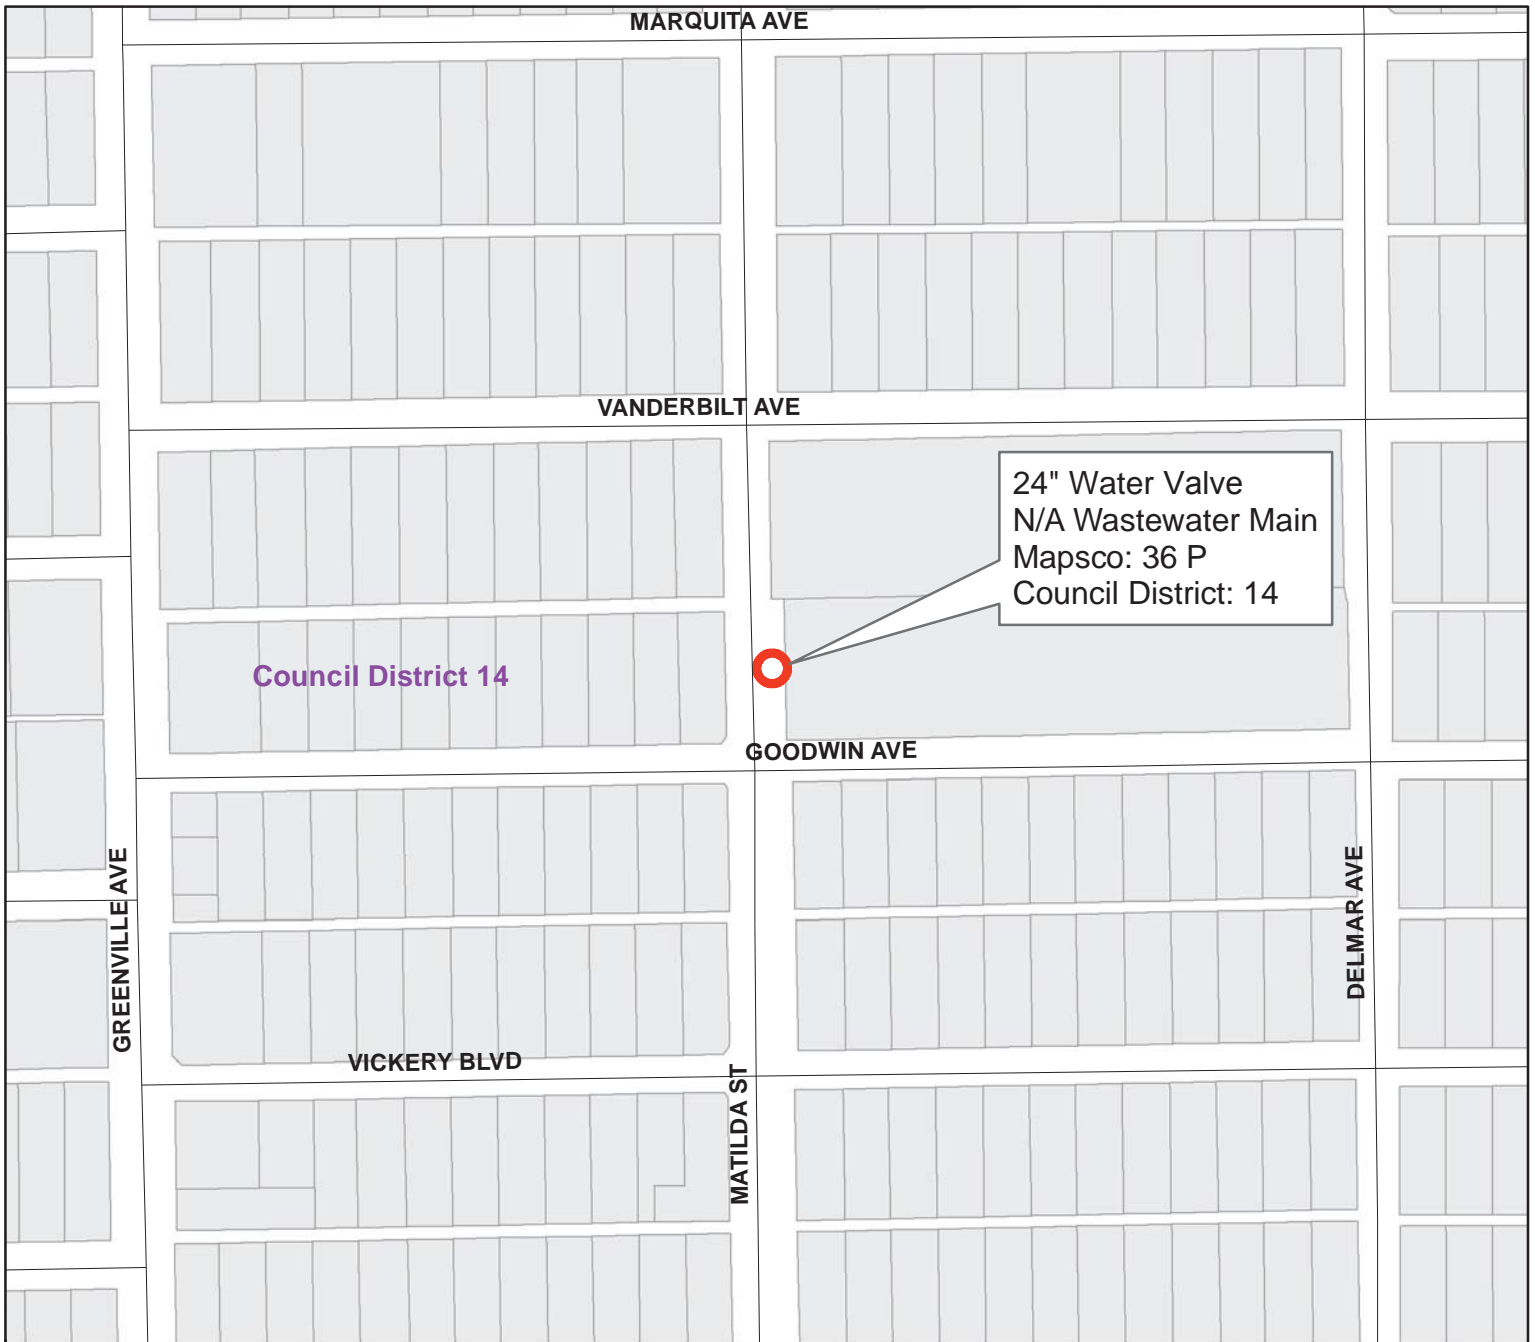 MARQUITA AVE
VANDERBILT AVE
24" Water Valve
N/A Wastewater Main
Mapsco: 36 P
Council District: 14
Council District 14
GOODWIN AVE
GREENVILLE AVE
DELMAR AVE
VICKERY BLVD
MATILDA ST